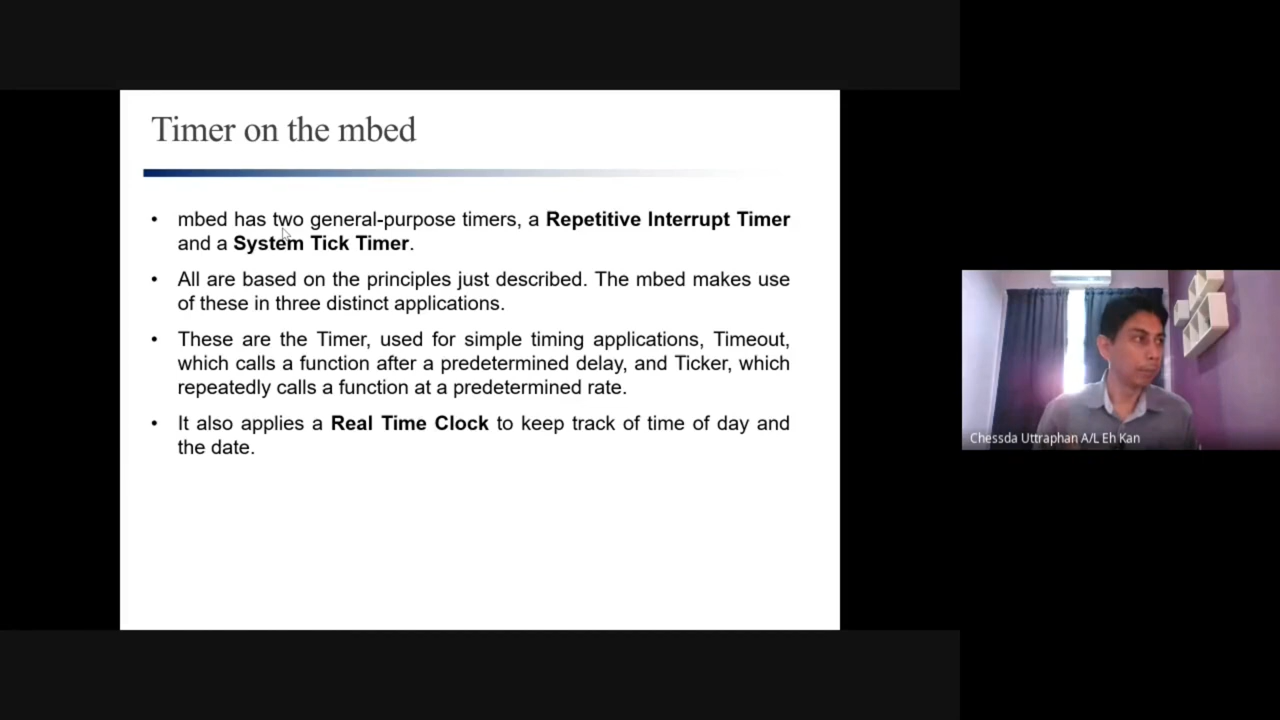 Timer on the mbed
• mbed has two general-purpose timers, a Repetitive Interrupt Timer
and a System Tick Timer.
• All are based on the principles just described. The mbed makes use
of these in three distinct applications.
• These are the Timer, used for simple timing applications, Timeout,
which calls a function after a predetermined delay, and Ticker, which
repeatedly calls a function at a predetermined rate.
• It also applies a Real Time Clock to keep track of time of day and
the date.
Chessda Uttraphan A/L Eh Kan